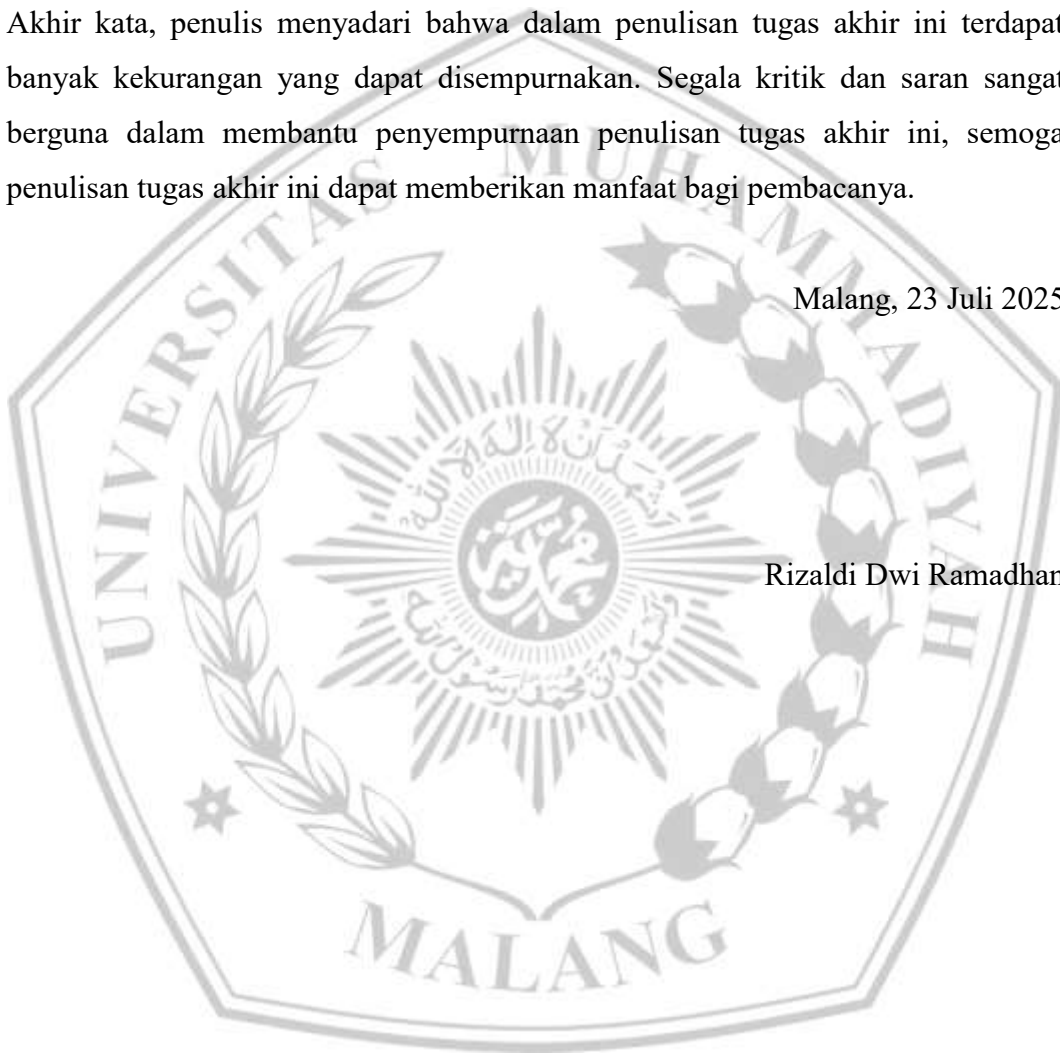 Akhir kata, penulis menyadari bahwa dalam penulisan tugas akhir ini terdapat
banyak kekurangan yang dapat disempurnakan. Segala kritik dan saran sangat
berguna dalam membantu penyempurnaan penulisan tugas akhir ini, semoga
penulisan tugas akhir ini dapat memberikan manfaat bagi pembacanya.
Malang, 23 Juli 2025
Rizaldi Dwi Ramadhan
UNIVERSITAS MUHAMMADIYAH
MALANG